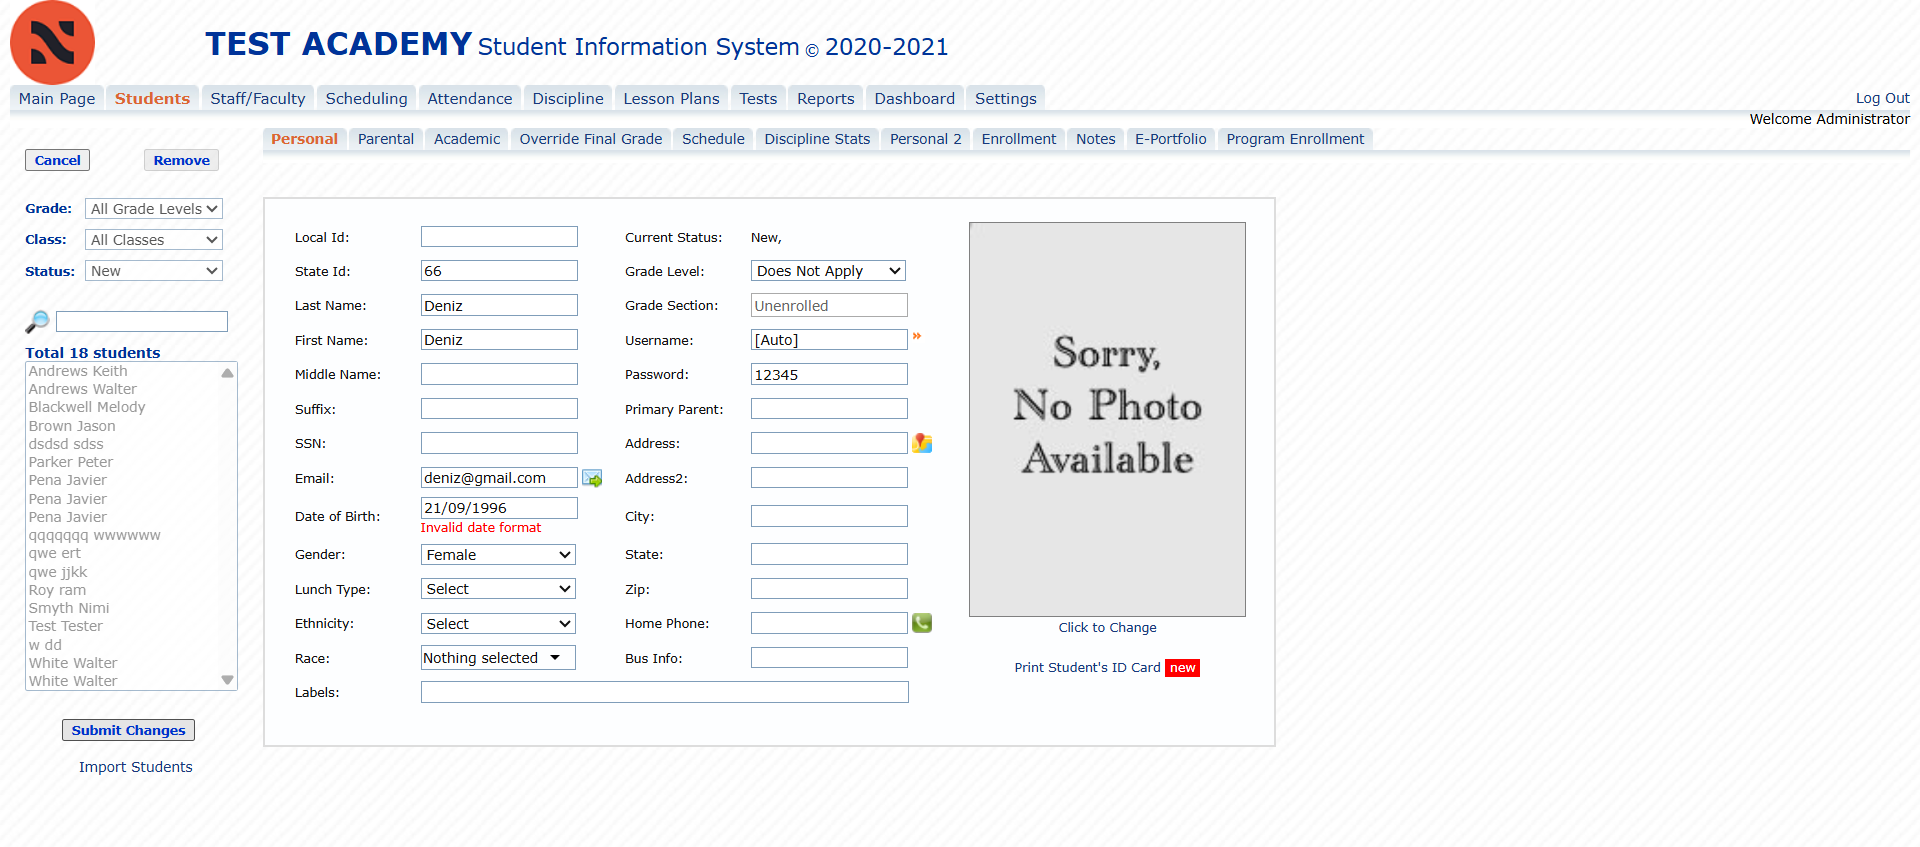 TEST ACADEMY Student Information System © 2020-2021
Main Page Students Staff/Faculty Scheduling Attendance Discipline Lesson Plans Tests Reports Dashboard Settings Log Out
Welcome Administrator
Personal Parental Academic Override Final Grade Schedule Discipline Stats Personal 2 Enrollment Notes E-Portfolio Program Enrollment
Cancel Remove
Grade: All Grade Levels
Class: All Classes
Status: New
Total 18 students
Andrews Keith
Andrews Walter
Blackwell Melody
Brown Jason
dsdsd sdss
Parker Peter
Pena Javier
Pena Javier
Pena Javier
qqqqqqq wwwwww
qwe ert
qwe jjkk
Roy ram
Smyth Nimi
Test Tester
w dd
White Walter
White Walter
Submit Changes
Import Students
Local Id: Current Status: New,
State Id: 66 Grade Level: Does Not Apply
Last Name: Deniz Grade Section: Unenrolled
First Name: Deniz Username: [Auto] »
Middle Name: Password: 12345
Suffix: Primary Parent:
SSN: Address:
Email: deniz@gmail.com Address2:
Date of Birth: 21/09/1996 City:
Invalid date format
Gender: Female State:
Lunch Type: Select Zip:
Ethnicity: Select Home Phone:
Race: Nothing selected Bus Info:
Labels:
Sorry,
No Photo
Available
Click to Change
Print Student's ID Card new